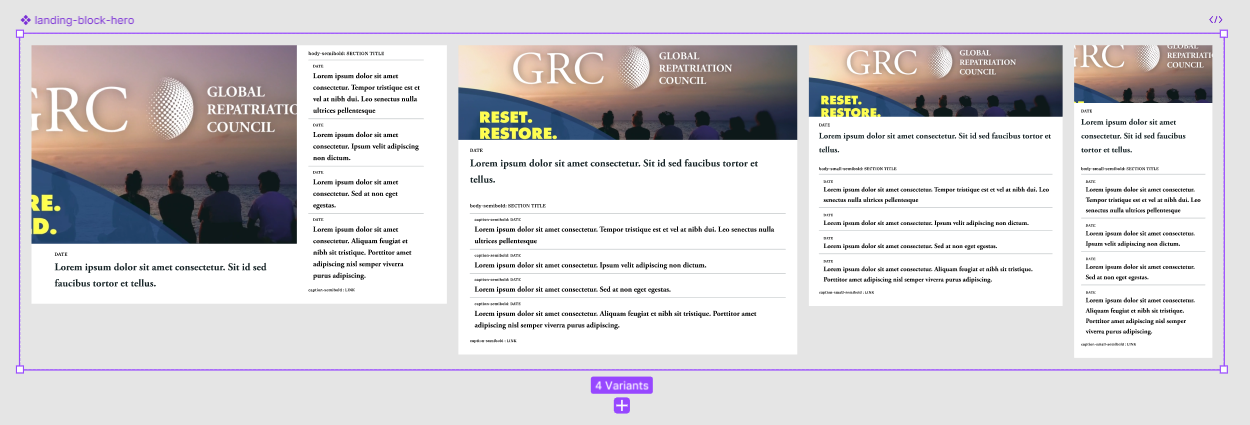 landing-block-hero
</>
GRC
GLOBAL
REPATRIATIO
COUNCIL
RE.
D.
DATE
Lorem ipsum dolor sit amet consectetur. Sit id sed
faucibus tortor et tellus.
body-semibold: SECTION TITLE
DATE
Lorem ipsum dolor sit amet
consectetur. Tempor tristique est et
vel at nibh dui. Leo senectus nulla
ultrices pellentesque
DATE
Lorem ipsum dolor sit amet
consectetur. Ipsum velit adipiscing
non dictum.
DATE
Lorem ipsum dolor sit amet
consectetur. Sed at non eget
egestas.
DATE
Lorem ipsum dolor sit amet
consectetur. Aliquam feugiat et
nibh sit tristique. Porttitor amet
adipiscing nisl semper viverra
purus adipiscing.
caption-semibold: LINK
GRC
GLOBAL
REPATRIATION
COUNCIL
RESET.
RESTORE.
DATE
Lorem ipsum dolor sit amet consectetur. Sit id sed faucibus tortor et
tellus.
body-semibold: SECTION TITLE
caption-semibold: DATE
Lorem ipsum dolor sit amet consectetur. Tempor tristique est et vel at nibh dui. Leo senectus nulla
ultrices pellentesque
caption-semibold: DATE
Lorem ipsum dolor sit amet consectetur. Ipsum velit adipiscing non dictum.
caption-semibold: DATE
Lorem ipsum dolor sit amet consectetur. Sed at non eget egestas.
caption-semibold: DATE
Lorem ipsum dolor sit amet consectetur. Aliquam feugiat et nibh sit tristique. Porttitor amet
adipiscing nisl semper viverra purus adipiscing.
caption-semibold : LINK
GRC
GLOBAL
REPATRIATION
COUNCIL
RESET.
RESTORE.
DATE
Lorem ipsum dolor sit amet consectetur. Sit id sed faucibus tortor et
tellus.
body-small-semibold: SECTION TITLE
DATE
Lorem ipsum dolor sit amet consectetur. Tempor tristique est et vel at nibh dui. Leo
senectus nulla ultrices pellentesque
DATE
Lorem ipsum dolor sit amet consectetur. Ipsum velit adipiscing non dictum.
DATE
Lorem ipsum dolor sit amet consectetur. Sed at non eget egestas.
DATE
Lorem ipsum dolor sit amet consectetur. Aliquam feugiat et nibh sit tristique.
Porttitor amet adipiscing nisl semper viverra purus adipiscing.
caption-small-semibold : LINK
GRC
GLOBAL
REPATRIAT
COUNCIL
DATE
Lorem ipsum dolor sit amet
consectetur. Sit id sed faucibus
tortor et tellus.
body-small-semibold: SECTION TITLE
DATE
Lorem ipsum dolor sit amet consectetur.
Tempor tristique est et vel at nibh dui. Leo
senectus nulla ultrices pellentesque
DATE
Lorem ipsum dolor sit amet consectetur.
Ipsum velit adipiscing non dictum.
DATE
Lorem ipsum dolor sit amet consectetur. Sed
at non eget egestas.
DATE
Lorem ipsum dolor sit amet consectetur.
Aliquam feugiat et nibh sit tristique.
Porttitor amet adipiscing nisl semper
viverra purus adipiscing.
caption-small-semibold : LINK
4 Variants